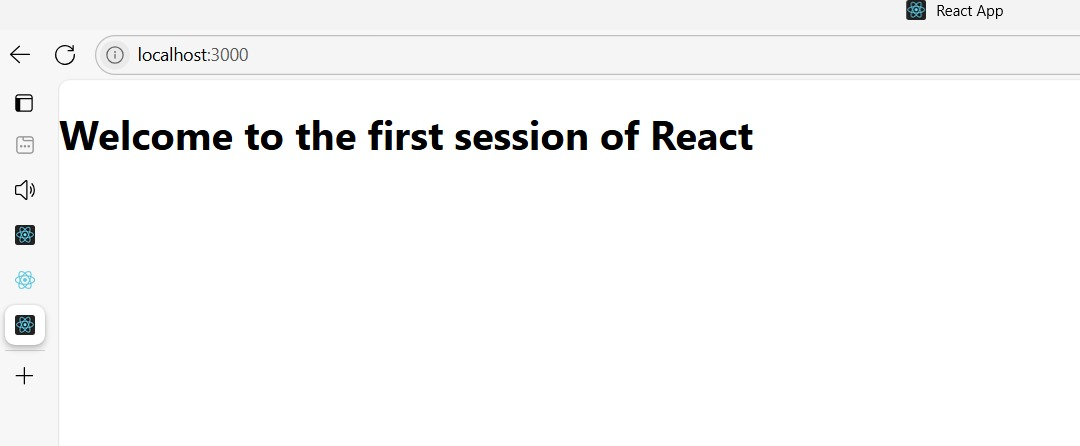 React App
localhost:3000
Welcome to the first session of React